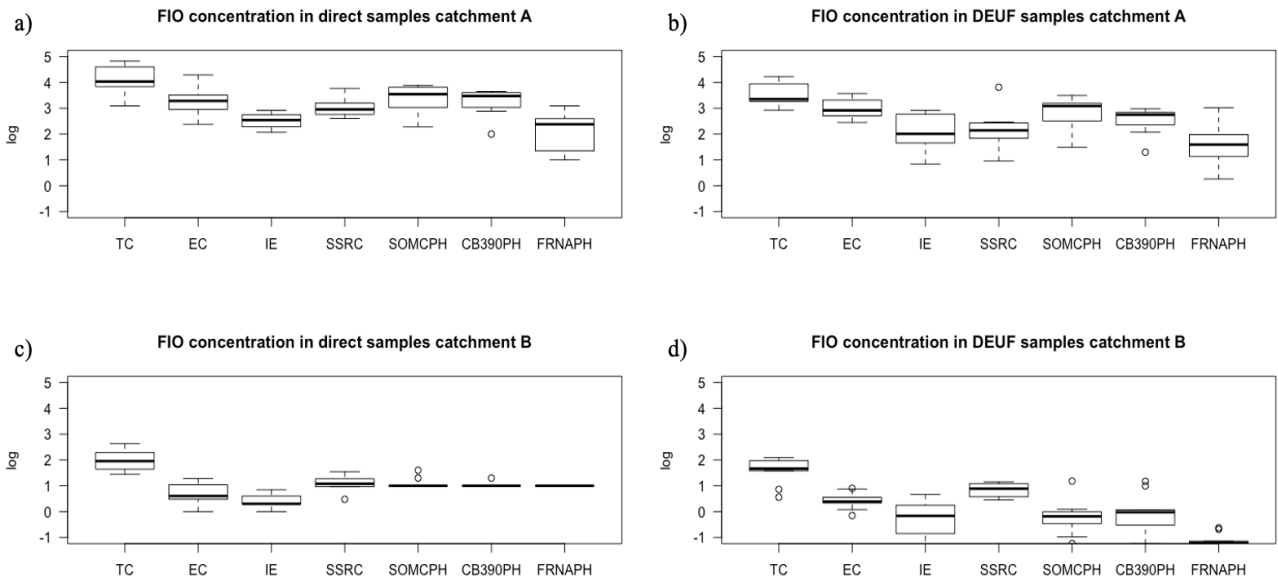 a)
FIO concentration in direct samples catchment A
log
5
4
3
2
1
0
-1
TC EC IE SSRC SOMCPH CB390PH FRNAPH
b)
FIO concentration in DEUF samples catchment A
log
5
4
3
2
1
0
-1
TC EC IE SSRC SOMCPH CB390PH FRNAPH
c)
FIO concentration in direct samples catchment B
log
5
4
3
2
1
0
-1
TC EC IE SSRC SOMCPH CB390PH FRNAPH
d)
FIO concentration in DEUF samples catchment B
log
5
4
3
2
1
0
-1
TC EC IE SSRC SOMCPH CB390PH FRNAPH